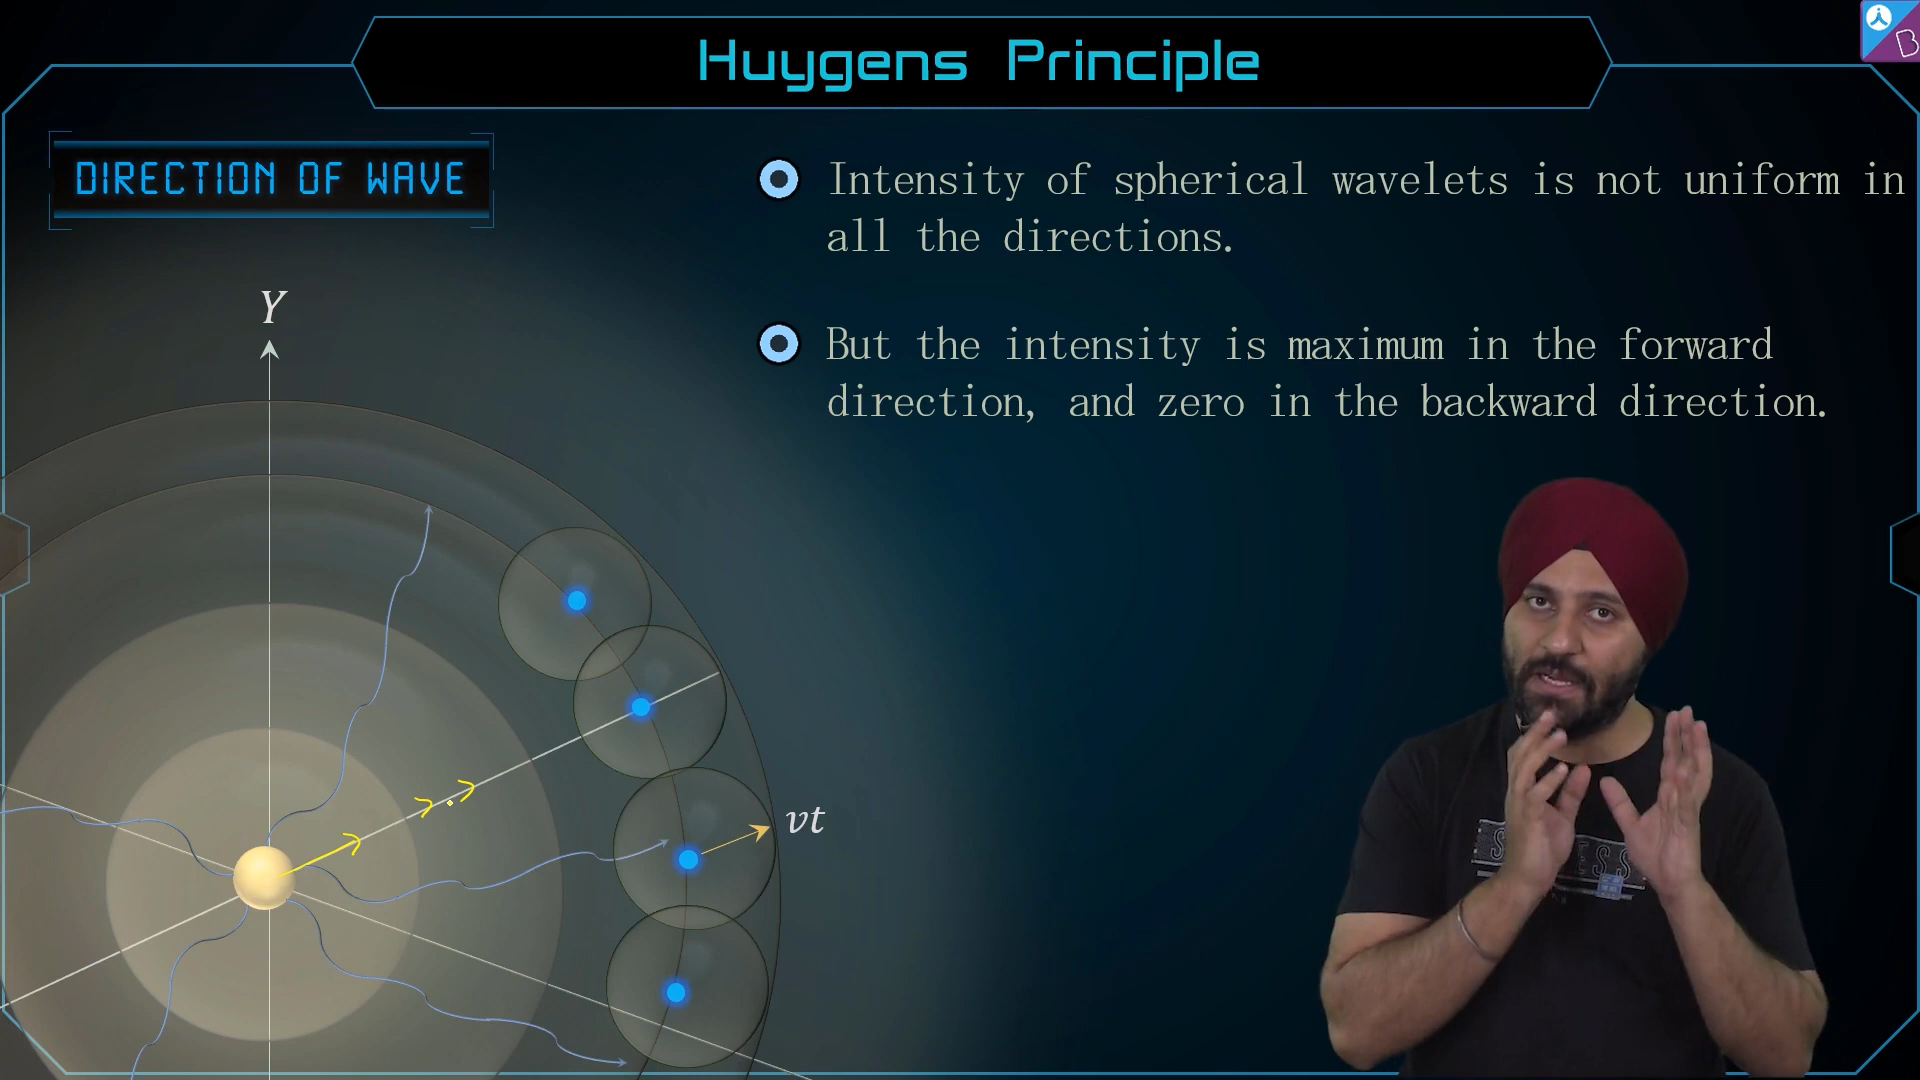 Huygens Principle
B
DIRECTION OF WAVE
Intensity of spherical wavelets is not uniform in
all the directions.
But the intensity is maximum in the forward
direction, and zero in the backward direction.
Y
vt